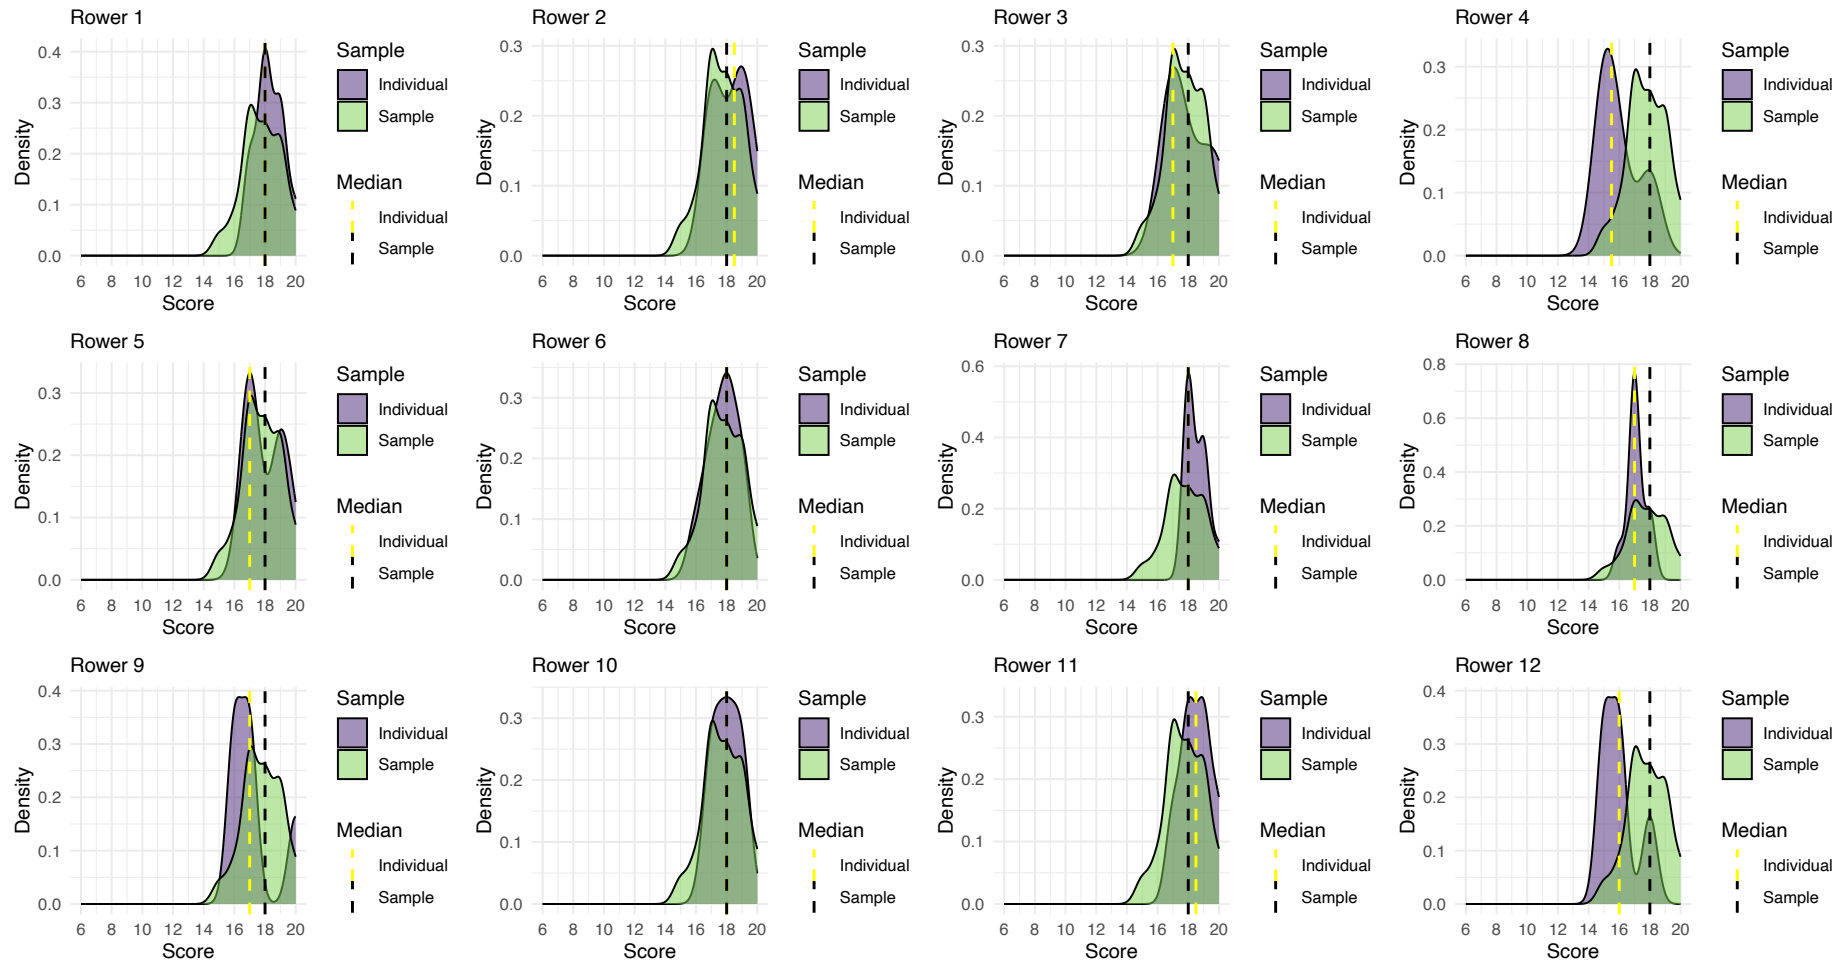 Rower 1
Rower 2
Rower 3
Rower 4
Density
0.4
0.3
0.2
0.1
0.0
6 8 10 12 14 16 18 20
Score
Sample
Individual
Sample
Median
Individual
Sample
Density
0.3
0.2
0.1
0.0
6 8 10 12 14 16 18 20
Score
Sample
Individual
Sample
Median
Individual
Sample
Density
0.3
0.2
0.1
0.0
6 8 10 12 14 16 18 20
Score
Sample
Individual
Sample
Median
Individual
Sample
Density
0.3
0.2
0.1
0.0
6 8 10 12 14 16 18 20
Score
Sample
Individual
Sample
Median
Individual
Sample
Rower 5
Rower 6
Rower 7
Rower 8
Density
0.3
0.2
0.1
0.0
6 8 10 12 14 16 18 20
Score
Sample
Individual
Sample
Median
Individual
Sample
Density
0.3
0.2
0.1
0.0
6 8 10 12 14 16 18 20
Score
Sample
Individual
Sample
Median
Individual
Sample
Density
0.6
0.4
0.2
0.0
6 8 10 12 14 16 18 20
Score
Sample
Individual
Sample
Median
Individual
Sample
Density
0.8
0.6
0.4
0.2
0.0
6 8 10 12 14 16 18 20
Score
Sample
Individual
Sample
Median
Individual
Sample
Rower 9
Rower 10
Rower 11
Rower 12
Density
0.4
0.3
0.2
0.1
0.0
6 8 10 12 14 16 18 20
Score
Sample
Individual
Sample
Median
Individual
Sample
Density
0.3
0.2
0.1
0.0
6 8 10 12 14 16 18 20
Score
Sample
Individual
Sample
Median
Individual
Sample
Density
0.3
0.2
0.1
0.0
6 8 10 12 14 16 18 20
Score
Sample
Individual
Sample
Median
Individual
Sample
Density
0.4
0.3
0.2
0.1
0.0
6 8 10 12 14 16 18 20
Score
Sample
Individual
Sample
Median
Individual
Sample